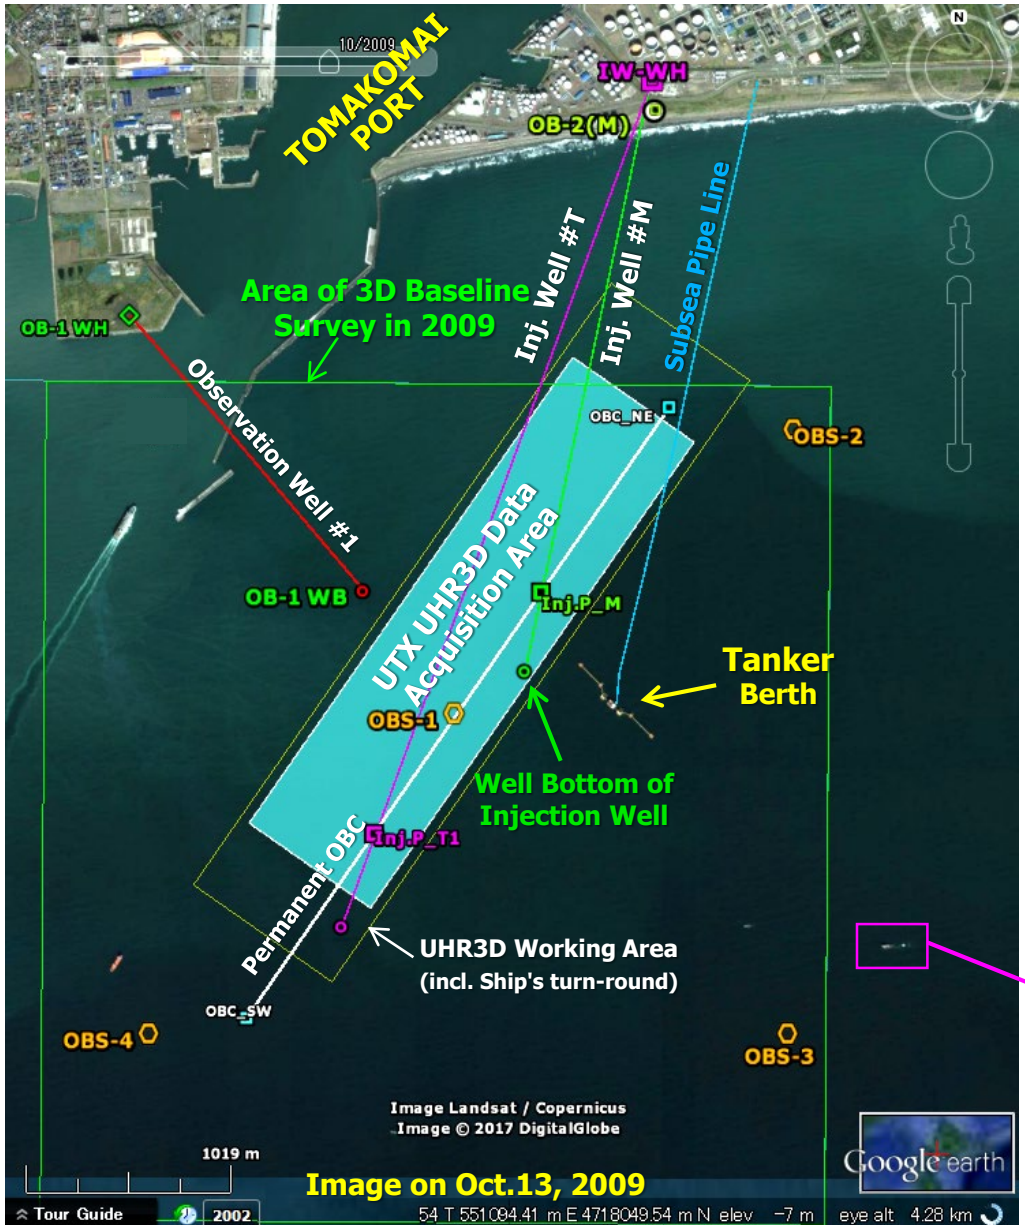 N
10/2009
TOMAKOMAI
PORT
IW-WH
OB-2(M)
Inj. Well #T
Inj. Well #M
Subsea Pipe Line
Area of 3D Baseline
Survey in 2009
OB-1 WH
Observation Well #1
OBC_NE
OBS-2
UTX UHR3D Data
Acquisition Area
OB-1 WB
Inj.P_M
Tanker
Berth
OBS-1
Well Bottom of
Injection Well
Inj.P_T1
Permanent OBC
UHR3D Working Area
(incl. Ship's turn-round)
OBC_SW
OBS-4
OBS-3
Image Landsat / Copernicus
Image © 2017 DigitalGlobe
1019 m
Google earth
Image on Oct.13, 2009
Tour Guide
2002
54 T 551094.41 m E 4718049.54 m N elev -7 m eye alt 4.28 km